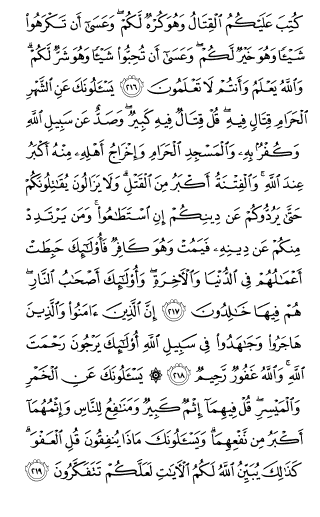 كُتِبَ عَلَيْكُمُ ٱلْقِتَالُ وَهُوَ كُرْهٌ لَّكُمْ ۖ وَعَسَىٰٓ أَن تَكْرَهُوا۟
شَيْـًٔا وَهُوَ خَيْرٌ لَّكُمْ ۖ وَعَسَىٰٓ أَن تُحِبُّوا۟ شَيْـًٔا وَهُوَ شَرٌّ لَّكُمْ ۗ
وَٱللَّهُ يَعْلَمُ وَأَنتُمْ لَا تَعْلَمُونَ ٢١٦ يَسْـَٔلُونَكَ عَنِ ٱلشَّهْرِ
ٱلْحَرَامِ قِتَالٍ فِيهِ ۖ قُلْ قِتَالٌ فِيهِ كَبِيرٌ ۖ وَصَدٌّ عَن سَبِيلِ ٱللَّهِ
وَكُفْرٌۢ بِهِۦ وَٱلْمَسْجِدِ ٱلْحَرَامِ وَإِخْرَاجُ أَهْلِهِۦ مِنْهُ أَكْبَرُ
عِندَ ٱللَّهِ ۚ وَٱلْفِتْنَةُ أَكْبَرُ مِنَ ٱلْقَتْلِ ۗ وَلَا يَزَالُونَ يُقَـٰتِلُونَكُمْ
حَتَّىٰ يَرُدُّوكُمْ عَن دِينِكُمْ إِنِ ٱسْتَطَـٰعُوا۟ ۚ وَمَن يَرْتَدِدْ
مِنكُمْ عَن دِينِهِۦ فَيَمُتْ وَهُوَ كَافِرٌ فَأُو۟لَـٰٓئِكَ حَبِطَتْ
أَعْمَـٰلُهُمْ فِى ٱلدُّنْيَا وَٱلْـَٔاخِرَةِ ۖ وَأُو۟لَـٰٓئِكَ أَصْحَـٰبُ ٱلنَّارِ ۖ
هُمْ فِيهَا خَـٰلِدُونَ ٢١٧ إِنَّ ٱلَّذِينَ ءَامَنُوا۟ وَٱلَّذِينَ
هَاجَرُوا۟ وَجَـٰهَدُوا۟ فِى سَبِيلِ ٱللَّهِ أُو۟لَـٰٓئِكَ يَرْجُونَ رَحْمَتَ
ٱللَّهِ ۚ وَٱللَّهُ غَفُورٌ رَّحِيمٌ ٢١٨ ۞ يَسْـَٔلُونَكَ عَنِ ٱلْخَمْرِ
وَٱلْمَيْسِرِ ۖ قُلْ فِيهِمَآ إِثْمٌ كَبِيرٌ وَمَنَـٰفِعُ لِلنَّاسِ وَإِثْمُهُمَآ
أَكْبَرُ مِن نَّفْعِهِمَا ۗ وَيَسْـَٔلُونَكَ مَاذَا يُنفِقُونَ قُلِ ٱلْعَفْوَ ۗ
كَذَٰلِكَ يُبَيِّنُ ٱللَّهُ لَكُمُ ٱلْـَٔايَـٰتِ لَعَلَّكُمْ تَتَفَكَّرُونَ ٢١٩